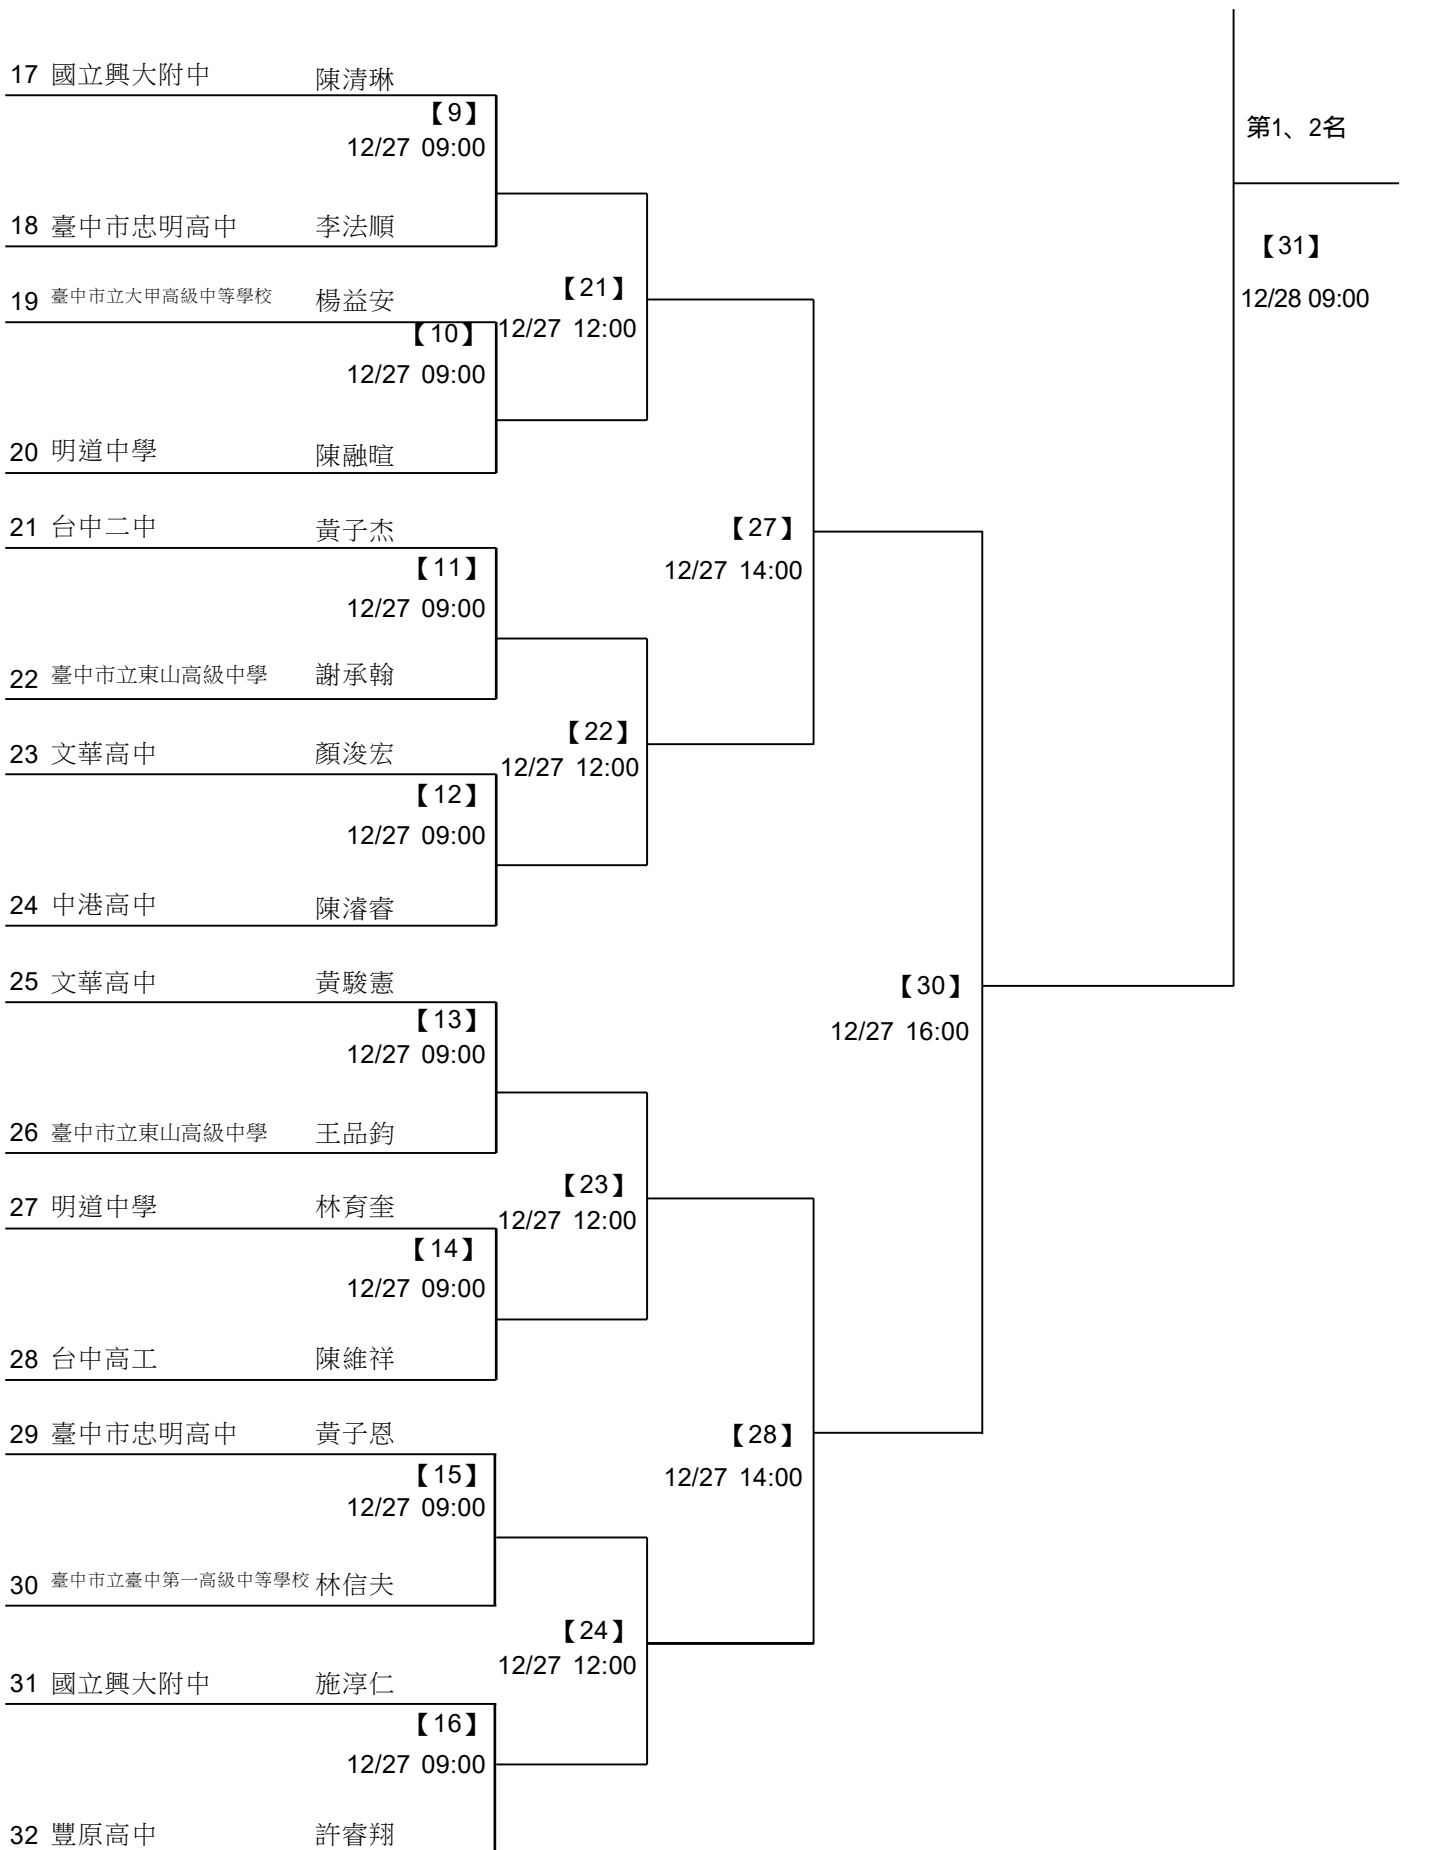 17 國立興大附中 陳清琳
【9】
12/27 09:00
第1、2名
18 臺中市忠明高中 李法順
【31】
12/28 09:00
19 臺中市立大甲高級中等學校 楊益安
【21】
12/27 12:00
【10】
12/27 09:00
20 明道中學 陳融暄
21 台中二中 黃子杰
【27】
12/27 14:00
【11】
12/27 09:00
22 臺中市立東山高級中學 謝承翰
23 文華高中 顏浚宏
【22】
12/27 12:00
【12】
12/27 09:00
24 中港高中 陳濬睿
25 文華高中 黃駿憲
【30】
12/27 16:00
【13】
12/27 09:00
26 臺中市立東山高級中學 王品鈞
27 明道中學 林育奎
【23】
12/27 12:00
【14】
12/27 09:00
28 台中高工 陳維祥
29 臺中市忠明高中 黃子恩
【28】
12/27 14:00
【15】
12/27 09:00
30 臺中市立臺中第一高級中等學校 林信夫
【24】
12/27 12:00
31 國立興大附中 施淳仁
【16】
12/27 09:00
32 豐原高中 許睿翔